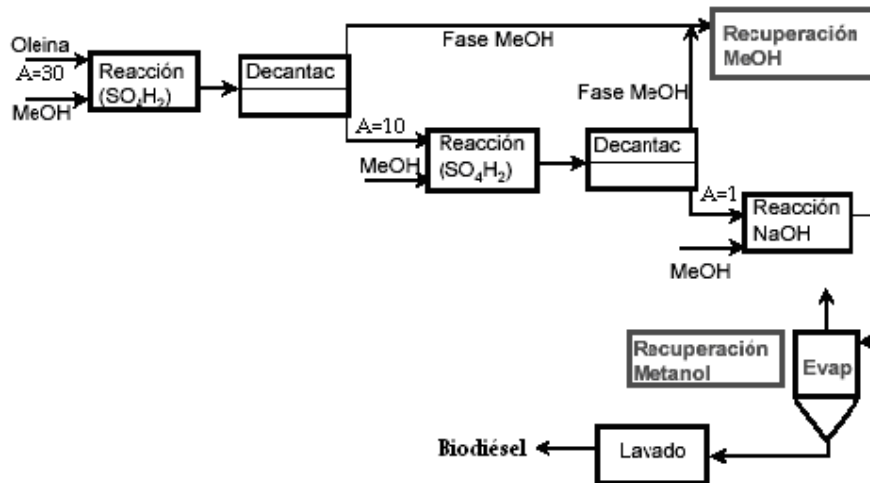 Oleina
A=30
MeOH
Reacción
(SO₄H₂)
Decantac
Fase MeOH
Recuperación
MeOH
Fase MeOH
A=10
MeOH
Reacción
(SO₄H₂)
Decantac
A=1
MeOH
Reacción
NaOH
Recuperación
Metanol
Evap
Biodiésel
Lavado